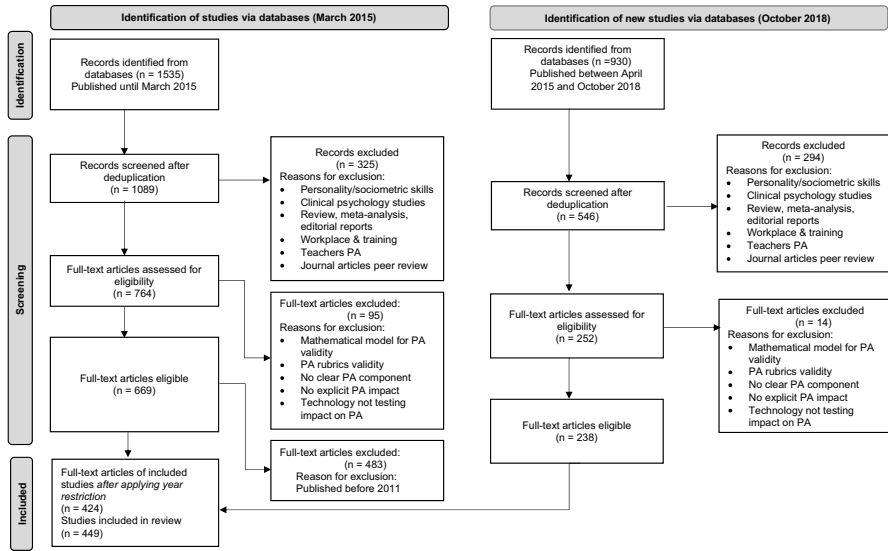 Identification of studies via databases (March 2015)
Identification of new studies via databases (October 2018)
Identification
Records identified from
databases (n = 1535)
Published until March 2015
Records identified from
databases (n =930)
Published between April
2015 and October 2018
Screening
Records screened after
deduplication
(n = 1089)
Records excluded
(n = 325)
Reasons for exclusion:
• Personality/sociometric skills
• Clinical psychology studies
• Review, meta-analysis,
editorial reports
• Workplace & training
• Teachers PA
• Journal articles peer review
Records screened after
deduplication
(n = 546)
Records excluded
(n = 294)
Reasons for exclusion:
• Personality/sociometric skills
• Clinical psychology studies
• Review, meta-analysis,
editorial reports
• Workplace & training
• Teachers PA
• Journal articles peer review
Full-text articles assessed for
eligibility
(n = 764)
Full-text articles excluded:
(n = 95)
Reasons for exclusion:
• Mathematical model for PA
validity
• PA rubrics validity
• No clear PA component
• No explicit PA impact
• Technology not testing
impact on PA
Full-text articles assessed for
eligibility
(n = 252)
Full-text articles excluded
(n = 14)
Reasons for exclusion:
• Mathematical model for PA
validity
• PA rubrics validity
• No clear PA component
• No explicit PA impact
• Technology not testing
impact on PA
Full-text articles eligible
(n = 669)
Full-text articles eligible
(n = 238)
Full-text articles excluded:
(n = 483)
Reason for exclusion:
Published before 2011
Included
Full-text articles of included
studies after applying year
restriction
(n = 424)
Studies included in review
(n = 449)